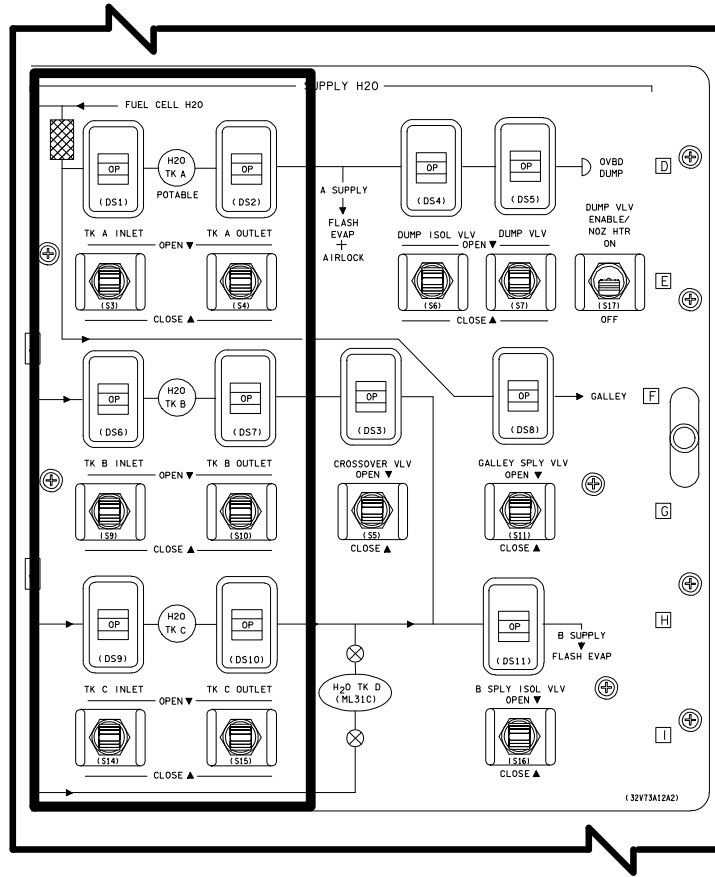 SUPPLY H2O
FUEL CELL H2O
OP
(DS1)
H2O
TK A
POTABLE
OP
(DS2)
A SUPPLY
FLASH
EVAP
+
AIRLOCK
OP
(DS4)
OP
(DS5)
OVBD
DUMP
D
TK A INLET
TK A OUTLET
OPEN ▼
(S3)
(S4)
CLOSE ▲
DUMP ISOL VLV
DUMP VLV
OPEN ▼
(S6)
(S7)
CLOSE ▲
DUMP VLV
ENABLE/
NOZ HTR
ON
(S17)
OFF
E
OP
(DS6)
H2O
TK B
OP
(DS7)
OP
(DS3)
OP
(DS8)
GALLEY
F
TK B INLET
TK B OUTLET
OPEN ▼
(S9)
(S10)
CLOSE ▲
CROSSOVER VLV
OPEN ▼
(S5)
CLOSE ▲
GALLEY SPLY VLV
OPEN ▼
(S11)
CLOSE ▲
G
OP
(DS9)
H2O
TK C
OP
(DS10)
OP
(DS11)
B SUPPLY
FLASH EVAP
H
TK C INLET
TK C OUTLET
OPEN ▼
(S14)
(S15)
CLOSE ▲
H2O TK D
(ML31C)
B SPLY ISOL VLV
OPEN ▼
(S16)
CLOSE ▲
I
(32V73A12A2)